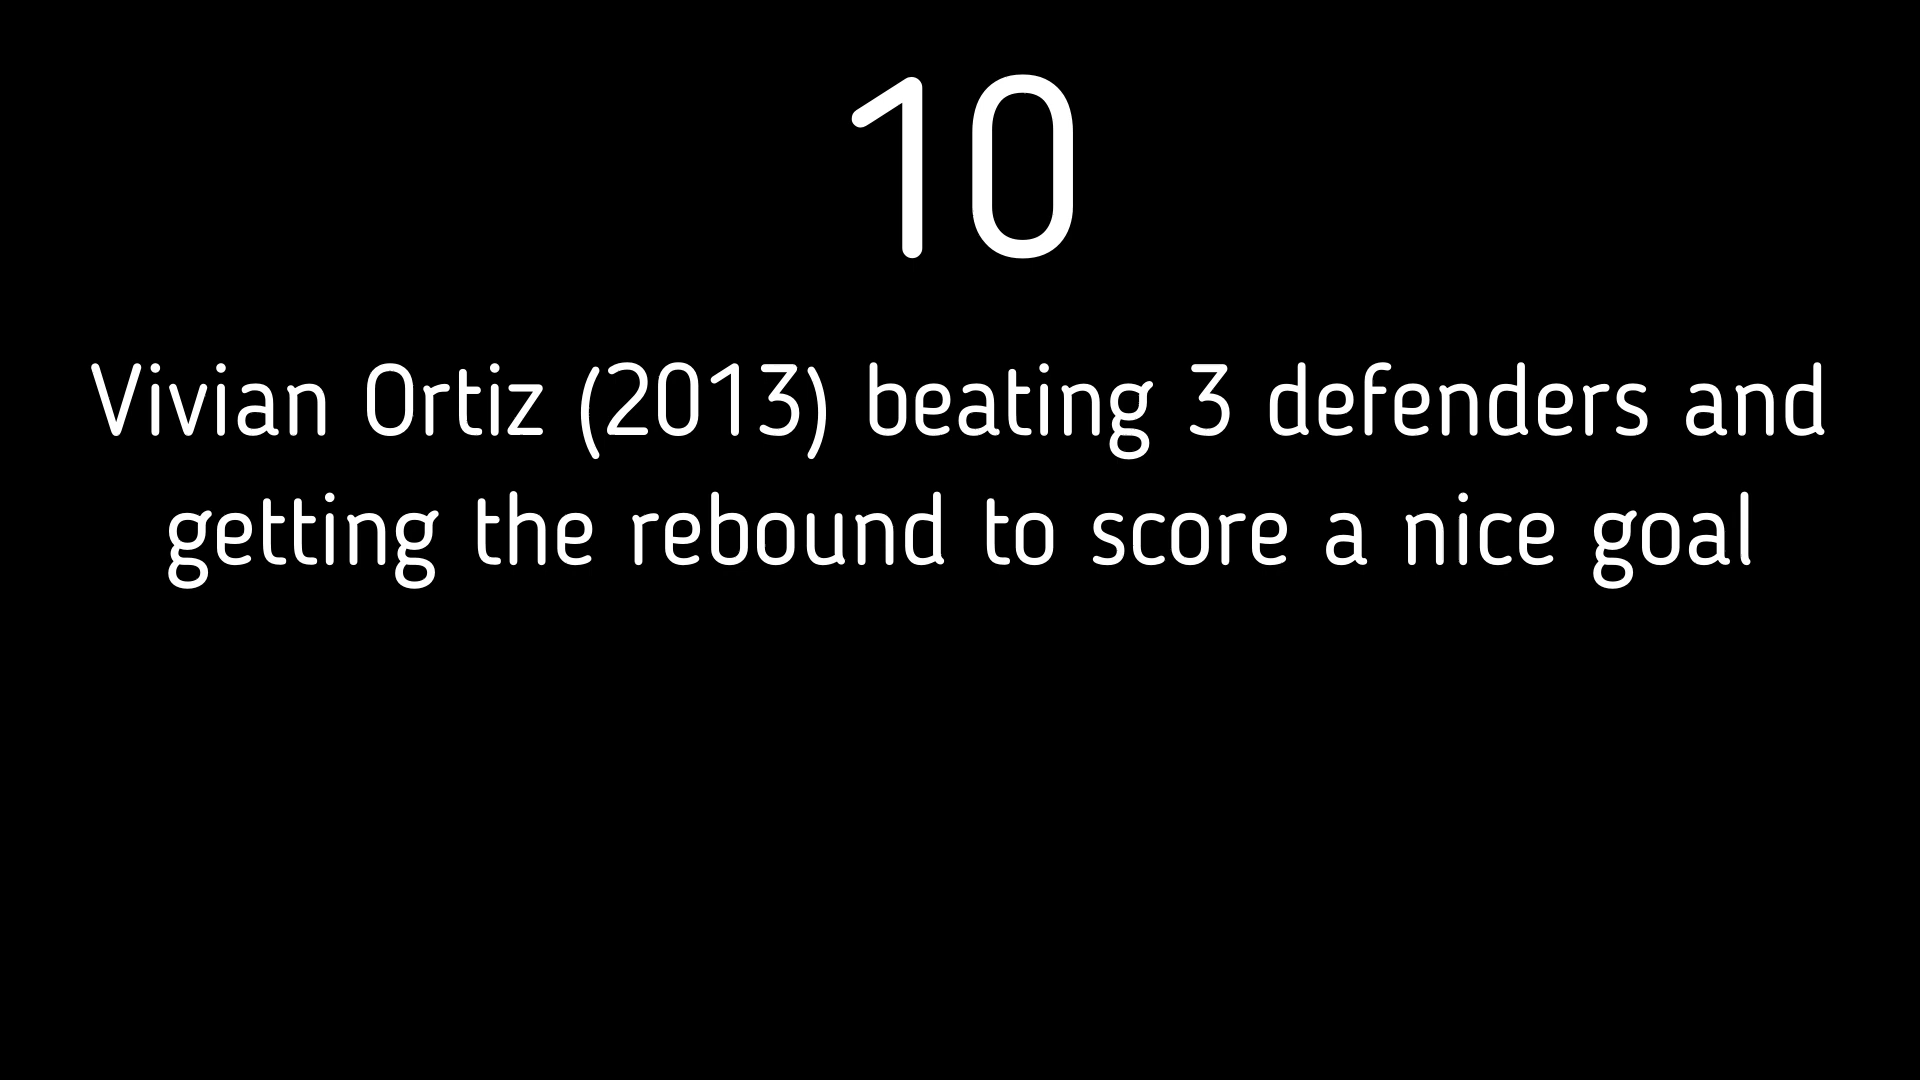 10
Vivian Ortiz (2013) beating 3 defenders and
getting the rebound to score a nice goal